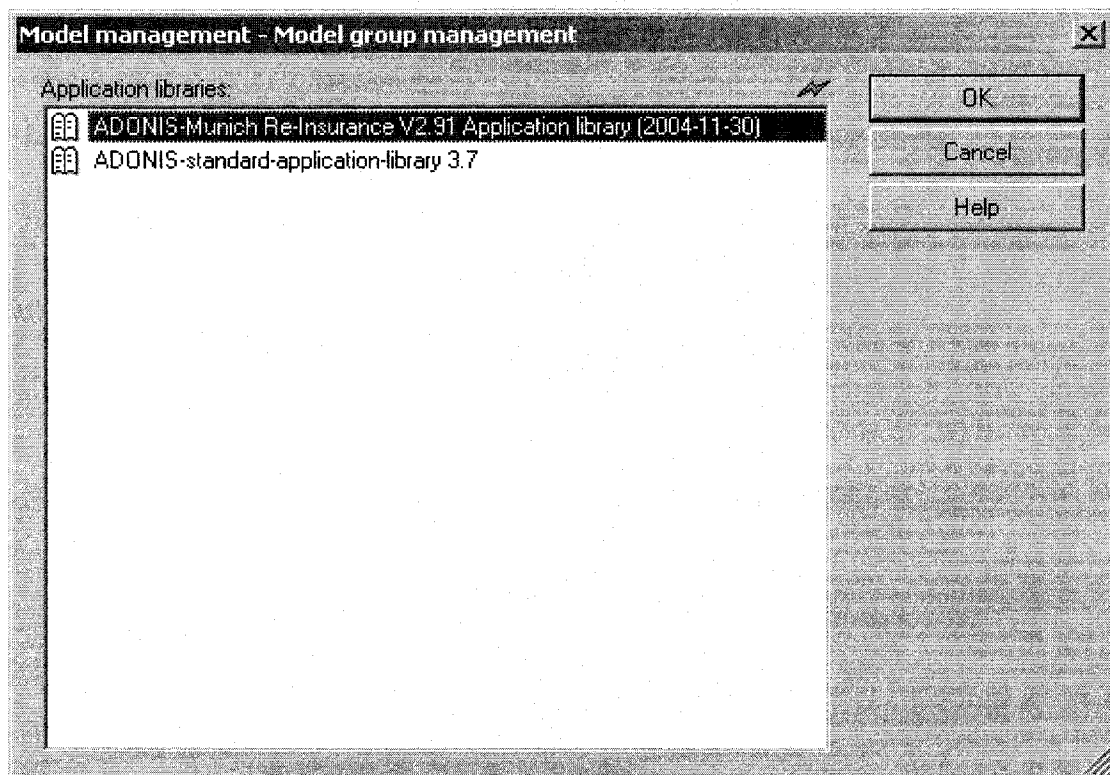 Model management - Model group management
Application libraries:
OK
ADONIS-Munich Re-Insurance V2.91 Application library (2004-11-30)
Cancel
ADONIS-standard-application-library 3.7
Help